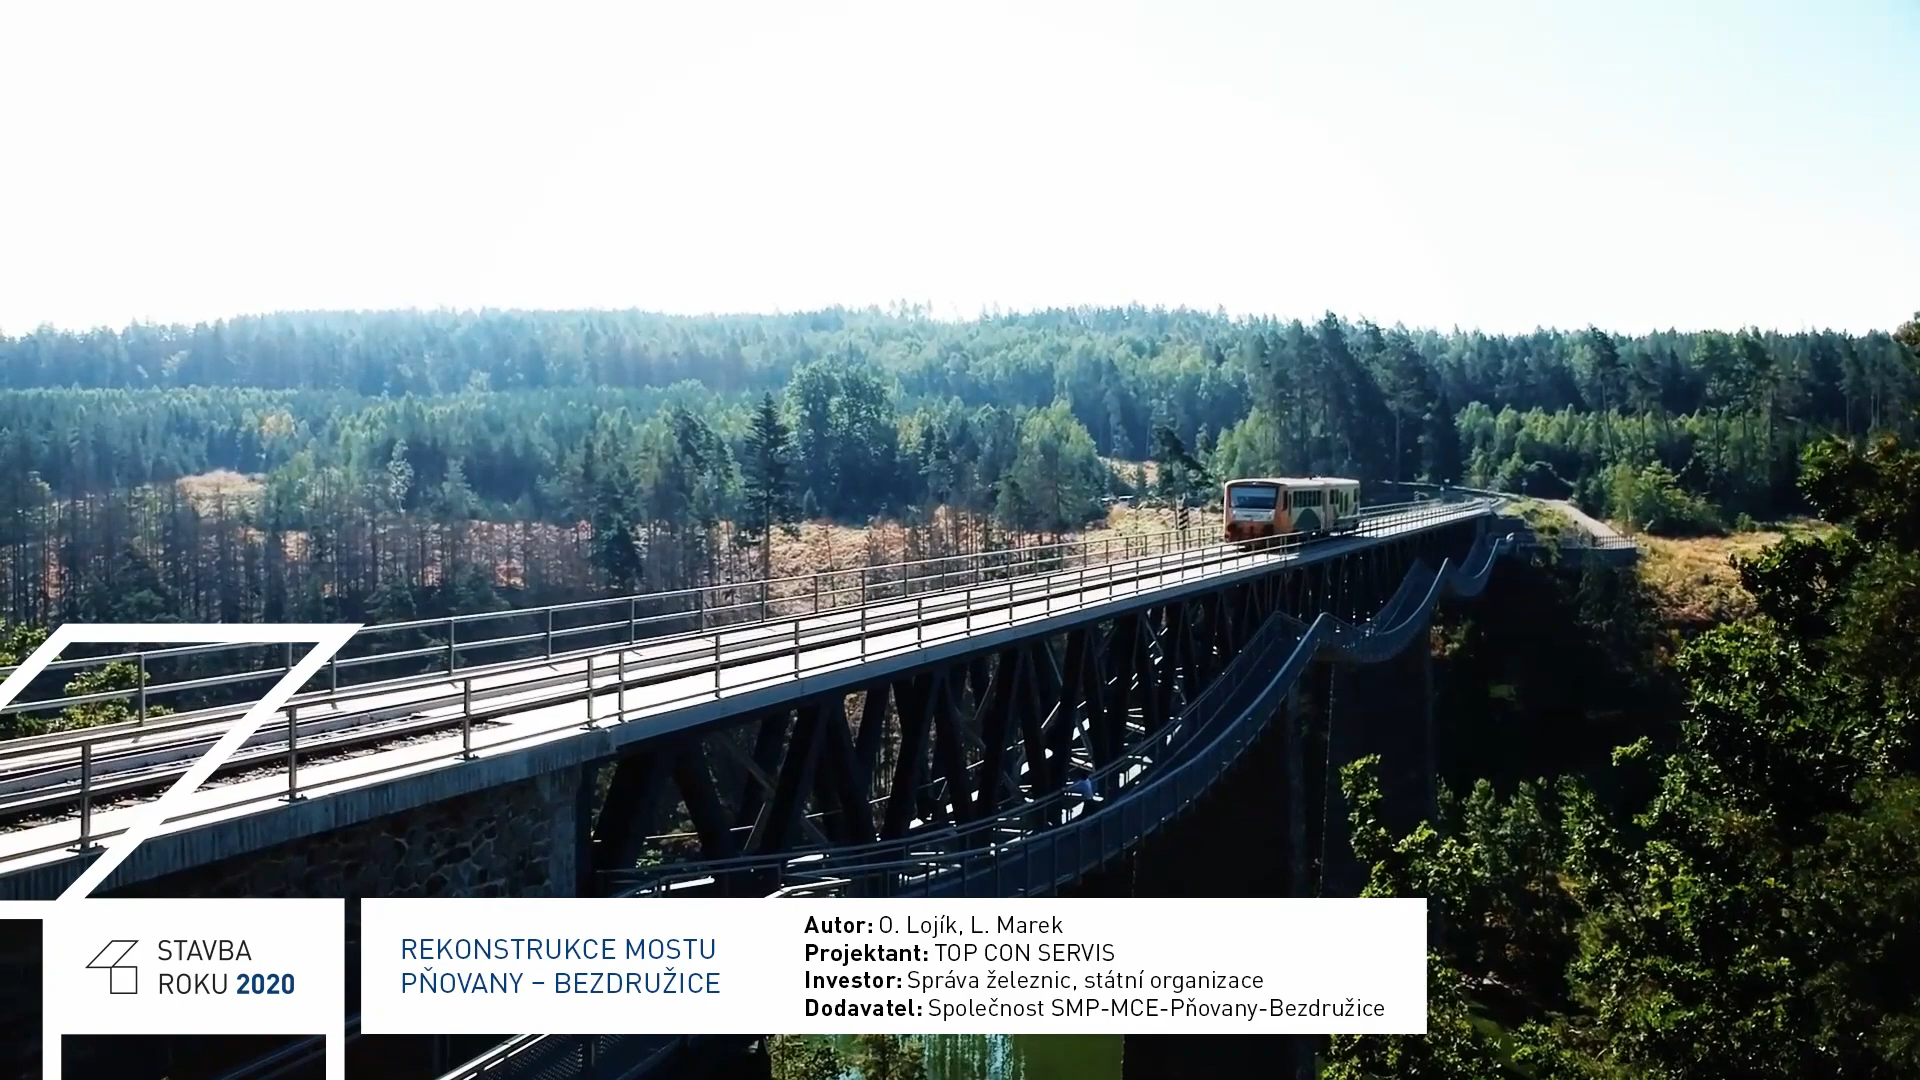 STAVBA
ROKU 2020
REKONSTRUKCE MOSTU
PŇOVANY – BEZDRUŽICE
Autor: O. Lojík, L. Marek
Projektant: TOP CON SERVIS
Investor: Správa železnic, státní organizace
Dodavatel: Společnost SMP-MCE-Pňovany-Bezdružice